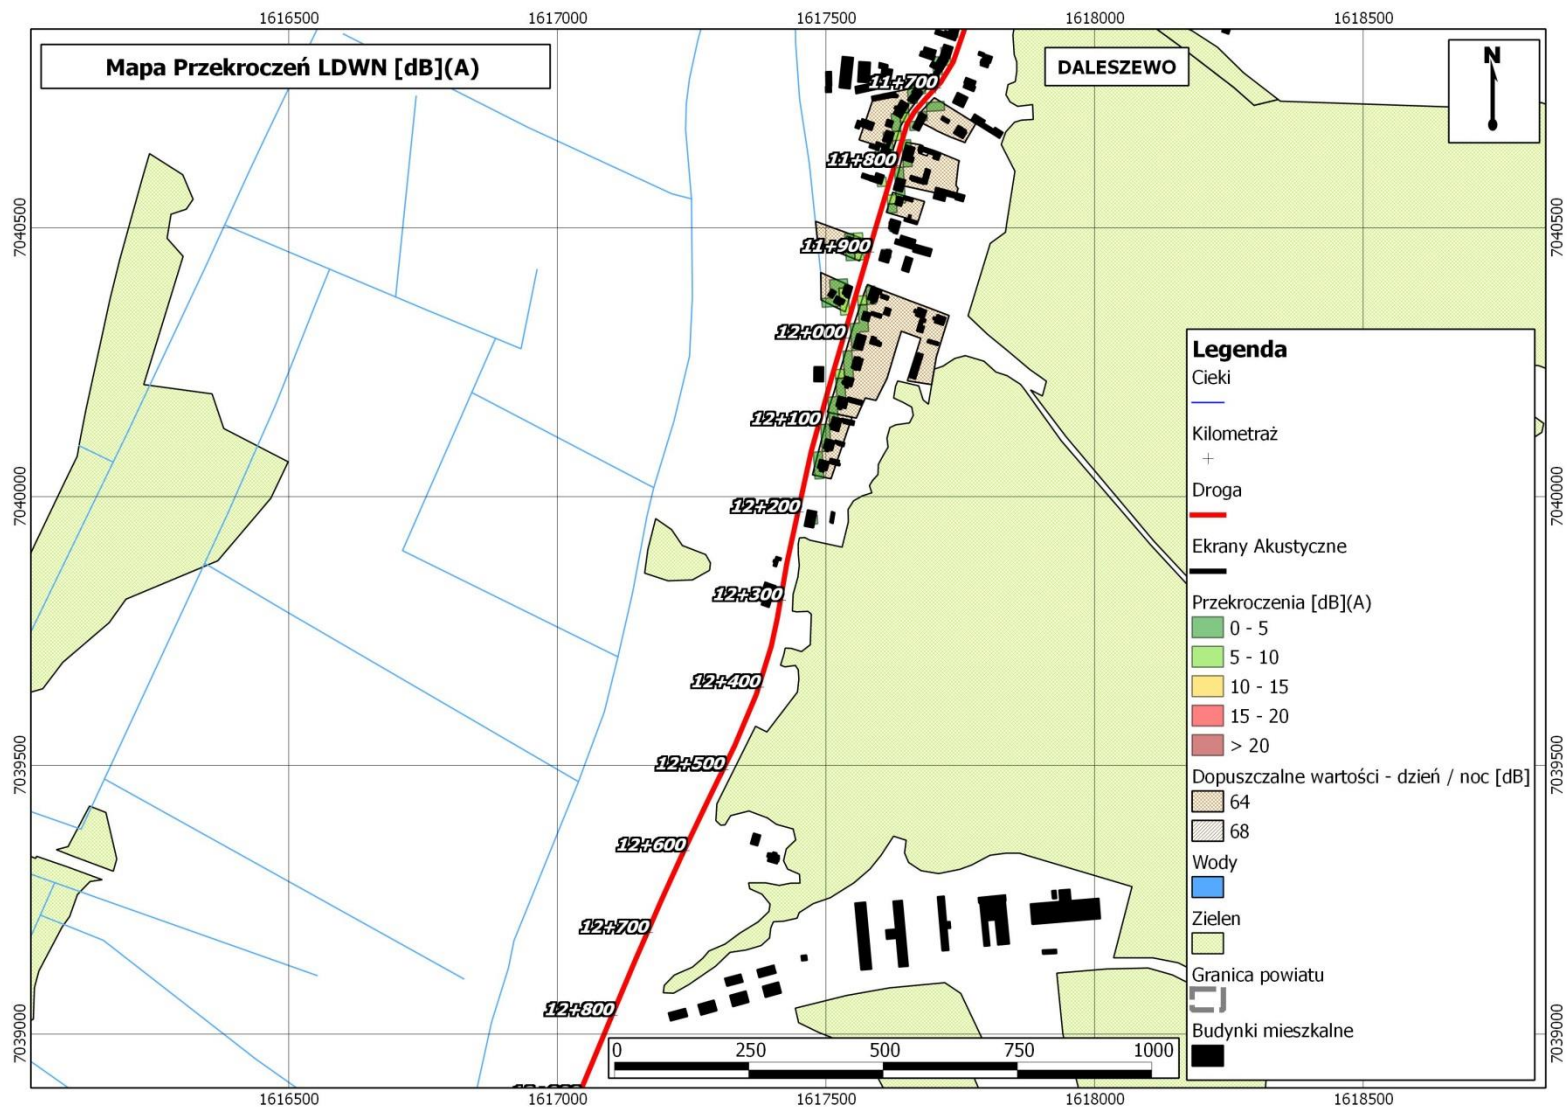 1616500 1617000 1617500 1618000 1618500
Mapa Przekroczeń LDWN [dB](A)
DALESZEWO
N
11+700
11+800
7040500 7040500
11+900
12+000
12+100
7040000 7040000
12+200
12+300
12+400
12+500
7039500 7039500
12+600
12+700
12+800
7039000 7039000
Legenda
Cieki
Kilometraż
Droga
Ekrany Akustyczne
Przekroczenia [dB](A)
0 - 5
5 - 10
10 - 15
15 - 20
> 20
Dopuszczalne wartości - dzień / noc [dB]
64
68
Wody
Zielen
Granica powiatu
Budynki mieszkalne
0 250 500 750 1000
1616500 1617000 1617500 1618000 1618500